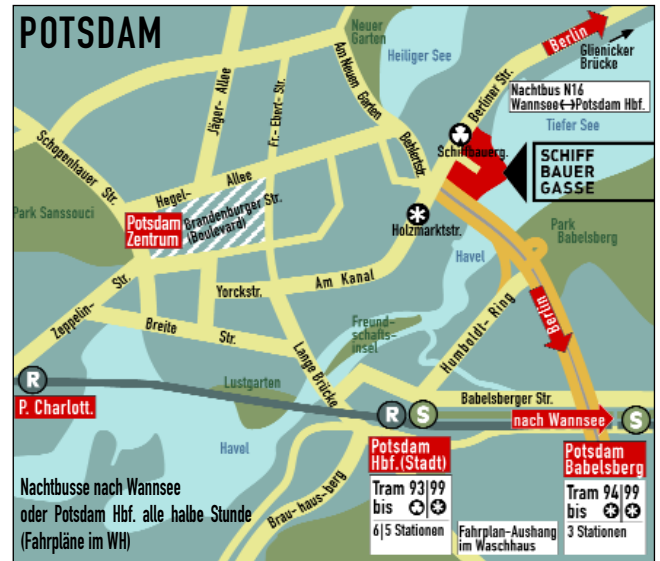 POTSDAM
Neuer
Garten
Berlin
Glienicker
Brücke
Heiliger See
Am Neuen Garten
Jäger- Allee
Fr.- Ebert- Str.
Berliner Str.
Nachtbus N16
Wannsee↔Potsdam Hbf.
Behlertstr.
Tiefer See
Schiffbauerg.
SCHIFF
BAUER
GASSE
Schopenhauer Str.
Hegel- Allee
Park Sanssouci
Potsdam
Zentrum
Brandenburger Str.
(Boulevard)
Holzmarktstr.
Park
Babelsberg
Havel
Am Kanal
Yorckstr.
Zeppelin- Str.
Breite Str.
Freund-
schafts-
insel
Humboldt- Ring
Berlin
Lange Brücke
R
P. Charlott.
Lustgarten
Babelsberger Str.
R S
nach Wannsee
S
Havel
Potsdam
Hbf.(Stadt)
Tram 93|99
bis
6|5 Stationen
Potsdam
Babelsberg
Tram 94|99
bis
3 Stationen
Brau-haus-berg
Fahrplan-Aushang
im Waschhaus
Nachtbusse nach Wannsee
oder Potsdam Hbf. alle halbe Stunde
(Fahrpläne im WH)